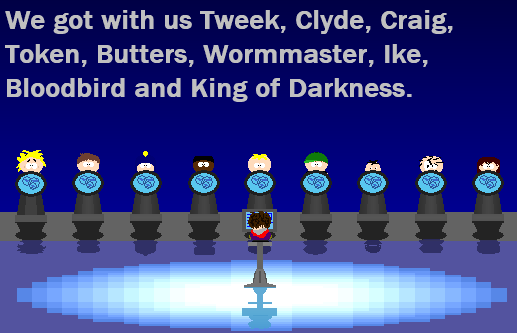 We got with us Tweek, Clyde, Craig,
Token, Butters, Wormmaster, Ike,
Bloodbird and King of Darkness.